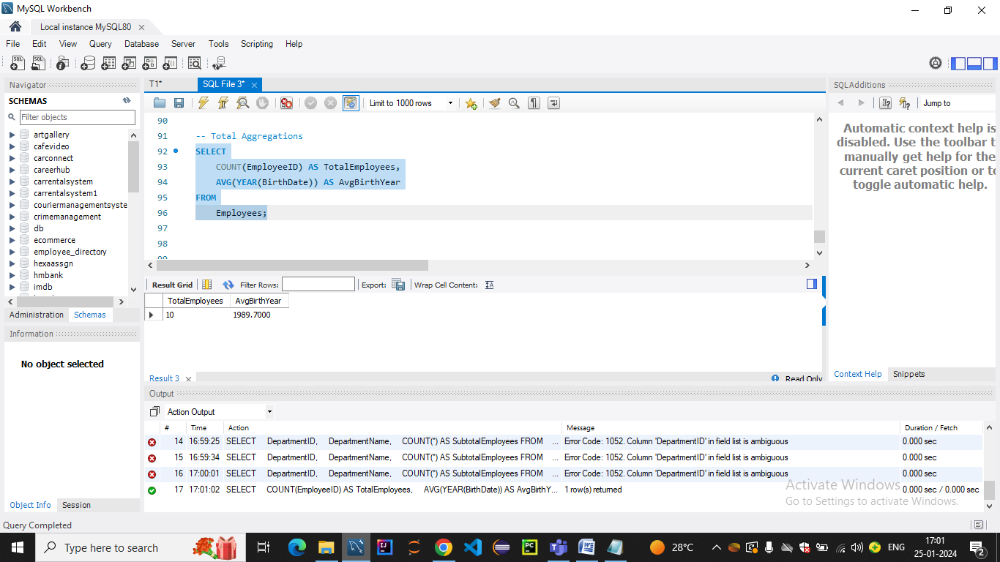 MySQL Workbench
Local instance MySQL80
File Edit View Query Database Server Tools Scripting Help
Navigator
SCHEMAS
Filter objects
artgallery
cafevideo
carconnect
careerhub
carrentalsystem
carrentalsystem1
couriermanagementsyste
crimemanagement
db
ecommerce
employee_directory
hexaassgn
hmbank
imdb
Administration Schemas
Information
No object selected
Object Info Session
T1* SQL File 3*
Limit to 1000 rows
90
91 -- Total Aggregations
92 SELECT
93 COUNT(EmployeeID) AS TotalEmployees,
94 AVG(YEAR(BirthDate)) AS AvgBirthYear
95 FROM
96 Employees;
97
98
99
Result Grid Filter Rows: Export: Wrap Cell Content:
TotalEmployees AvgBirthYear
10 1989.7000
Result 3 Read Only
SQLAdditions
Jump to
Automatic context help is
disabled. Use the toolbar t
manually get help for the
current caret position or to
toggle automatic help.
Context Help Snippets
Output
Action Output
# Time Action Message Duration / Fetch
14 16:59:25 SELECT DepartmentID, DepartmentName, COUNT(*) AS SubtotalEmployees FROM ... Error Code: 1052. Column 'DepartmentID' in field list is ambiguous 0.000 sec
15 16:59:34 SELECT DepartmentID, DepartmentName, COUNT(*) AS SubtotalEmployees FROM ... Error Code: 1052. Column 'DepartmentID' in field list is ambiguous 0.000 sec
16 17:00:01 SELECT DepartmentID, DepartmentName, COUNT(*) AS SubtotalEmployees FROM ... Error Code: 1052. Column 'DepartmentID' in field list is ambiguous 0.000 sec
17 17:01:02 SELECT COUNT(EmployeeID) AS TotalEmployees, AVG(YEAR(BirthDate)) AS AvgBirthY... 1 row(s) returned 0.000 sec / 0.000 sec
Activate Windows
Go to Settings to activate Windows.
Query Completed
Type here to search
28°C
ENG
17:01
25-01-2024
2